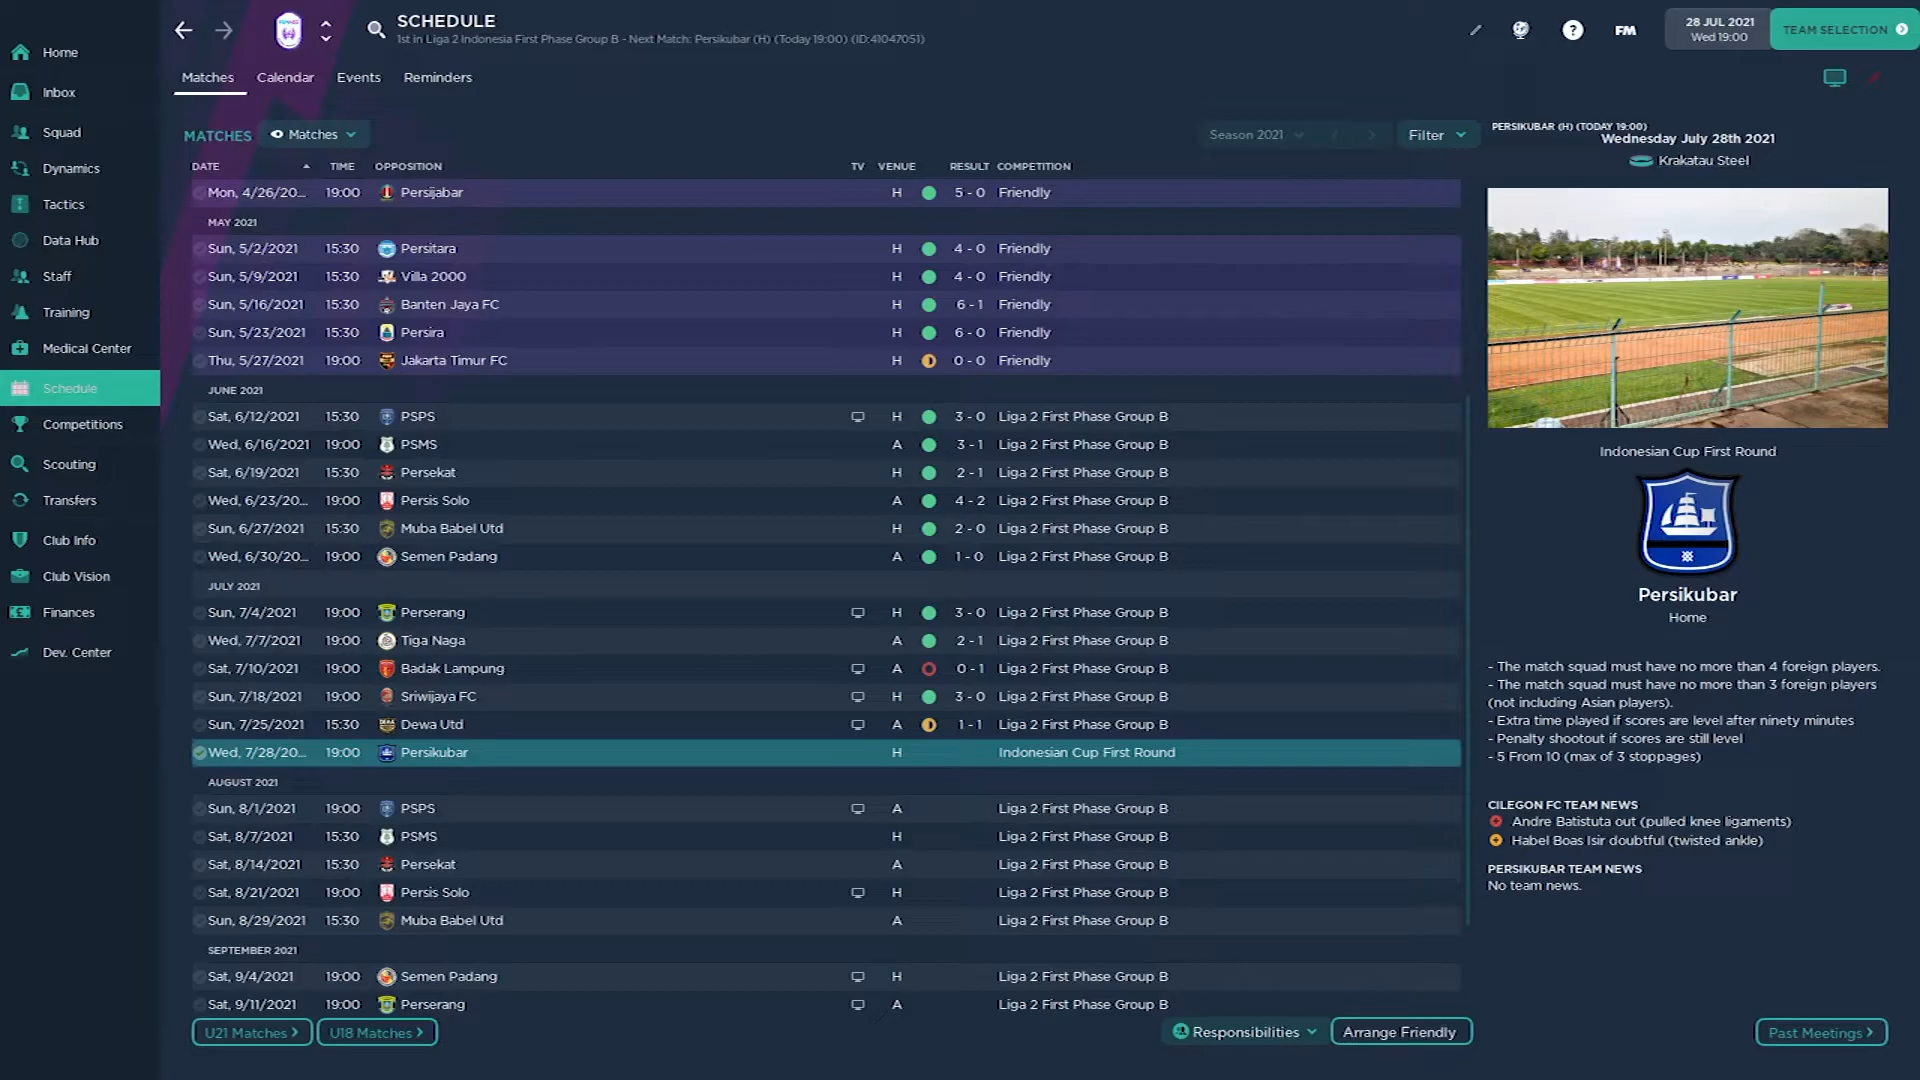 SCHEDULE
1st in Liga 2 Indonesia First Phase Group B - Next Match: Persikubar (H) (Today 19:00) (ID:41047051)
FM
28 JUL 2021
Wed 19:00
TEAM SELECTION
Home
Inbox
Squad
Dynamics
Tactics
Data Hub
Staff
Training
Medical Center
Schedule
Competitions
Scouting
Transfers
Club Info
Club Vision
Finances
Dev. Center
Matches Calendar Events Reminders
MATCHES Matches Season 2021 Filter
DATE TIME OPPOSITION TV VENUE RESULT COMPETITION
Mon, 4/26/20... 19:00 Persijabar H 5 - 0 Friendly
MAY 2021
Sun, 5/2/2021 15:30 Persitara H 4 - 0 Friendly
Sun, 5/9/2021 15:30 Villa 2000 H 4 - 0 Friendly
Sun, 5/16/2021 15:30 Banten Jaya FC H 6 - 1 Friendly
Sun, 5/23/2021 15:30 Persira H 6 - 0 Friendly
Thu, 5/27/2021 19:00 Jakarta Timur FC H 0 - 0 Friendly
JUNE 2021
Sat, 6/12/2021 15:30 PSPS H 3 - 0 Liga 2 First Phase Group B
Wed, 6/16/2021 19:00 PSMS A 3 - 1 Liga 2 First Phase Group B
Sat, 6/19/2021 15:30 Persekat H 2 - 1 Liga 2 First Phase Group B
Wed, 6/23/20... 19:00 Persis Solo A 4 - 2 Liga 2 First Phase Group B
Sun, 6/27/2021 15:30 Muba Babel Utd H 2 - 0 Liga 2 First Phase Group B
Wed, 6/30/20... 19:00 Semen Padang A 1 - 0 Liga 2 First Phase Group B
JULY 2021
Sun, 7/4/2021 19:00 Perserang H 3 - 0 Liga 2 First Phase Group B
Wed, 7/7/2021 19:00 Tiga Naga A 2 - 1 Liga 2 First Phase Group B
Sat, 7/10/2021 19:00 Badak Lampung A 0 - 1 Liga 2 First Phase Group B
Sun, 7/18/2021 19:00 Sriwijaya FC H 3 - 0 Liga 2 First Phase Group B
Sun, 7/25/2021 15:30 Dewa Utd A 1 - 1 Liga 2 First Phase Group B
Wed, 7/28/20... 19:00 Persikubar H Indonesian Cup First Round
AUGUST 2021
Sun, 8/1/2021 19:00 PSPS A Liga 2 First Phase Group B
Sat, 8/7/2021 15:30 PSMS H Liga 2 First Phase Group B
Sat, 8/14/2021 15:30 Persekat A Liga 2 First Phase Group B
Sat, 8/21/2021 19:00 Persis Solo H Liga 2 First Phase Group B
Sun, 8/29/2021 15:30 Muba Babel Utd A Liga 2 First Phase Group B
SEPTEMBER 2021
Sat, 9/4/2021 19:00 Semen Padang H Liga 2 First Phase Group B
Sat, 9/11/2021 19:00 Perserang A Liga 2 First Phase Group B
U21 Matches U18 Matches Responsibilities Arrange Friendly
PERSIKUBAR (H) (TODAY 19:00)
Wednesday July 28th 2021
Krakatau Steel
Indonesian Cup First Round
Persikubar
Home
- The match squad must have no more than 4 foreign players.
- The match squad must have no more than 3 foreign players
(not including Asian players).
- Extra time played if scores are level after ninety minutes
- Penalty shootout if scores are still level
- 5 From 10 (max of 3 stoppages)
CILEGON FC TEAM NEWS
Andre Batistuta out (pulled knee ligaments)
Habel Boas Isir doubtful (twisted ankle)
PERSIKUBAR TEAM NEWS
No team news.
Past Meetings